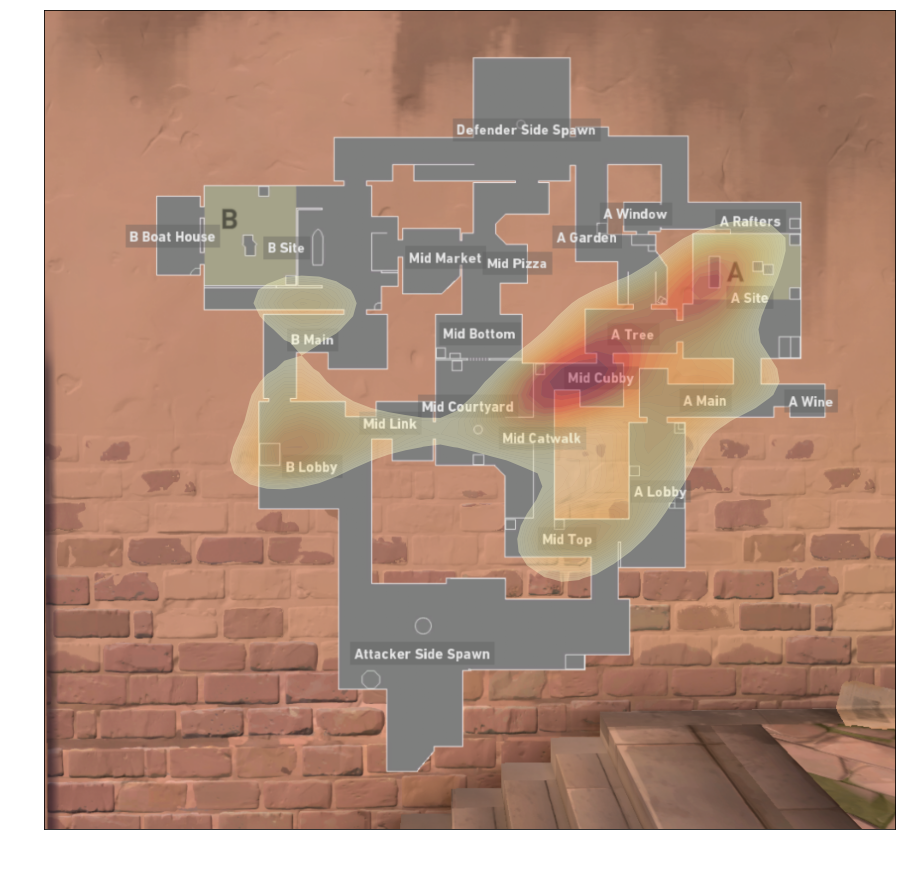 Defender Side Spawn
A Window
A Rafters
B
B Boat House
B Site
A Garden
Mid Market
Mid Pizza
A
A Site
B Main
Mid Bottom
A Tree
Mid Cubby
Mid Courtyard
A Main
A Wine
Mid Link
Mid Catwalk
B Lobby
A Lobby
Mid Top
Attacker Side Spawn